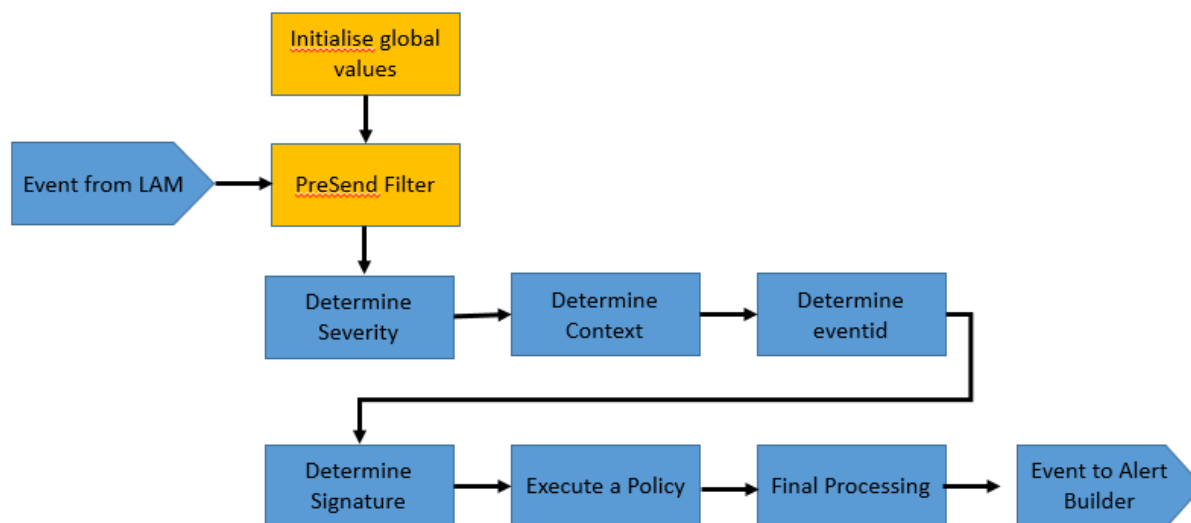 Initialise global
values
Event from LAM
PreSend Filter
Determine
Severity
Determine
Context
Determine
eventid
Determine
Signature
Execute a Policy
Final Processing
Event to Alert
Builder